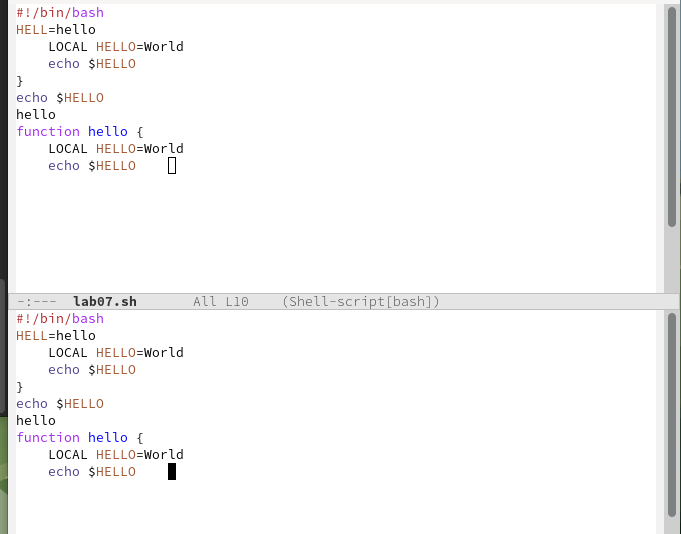 #!/bin/bash
HELL=hello
    LOCAL HELLO=World
    echo $HELLO
}
echo $HELLO
hello
function hello {
    LOCAL HELLO=World
    echo $HELLO
-:---  lab07.sh       All L10    (Shell-script[bash])
#!/bin/bash
HELL=hello
    LOCAL HELLO=World
    echo $HELLO
}
echo $HELLO
hello
function hello {
    LOCAL HELLO=World
    echo $HELLO